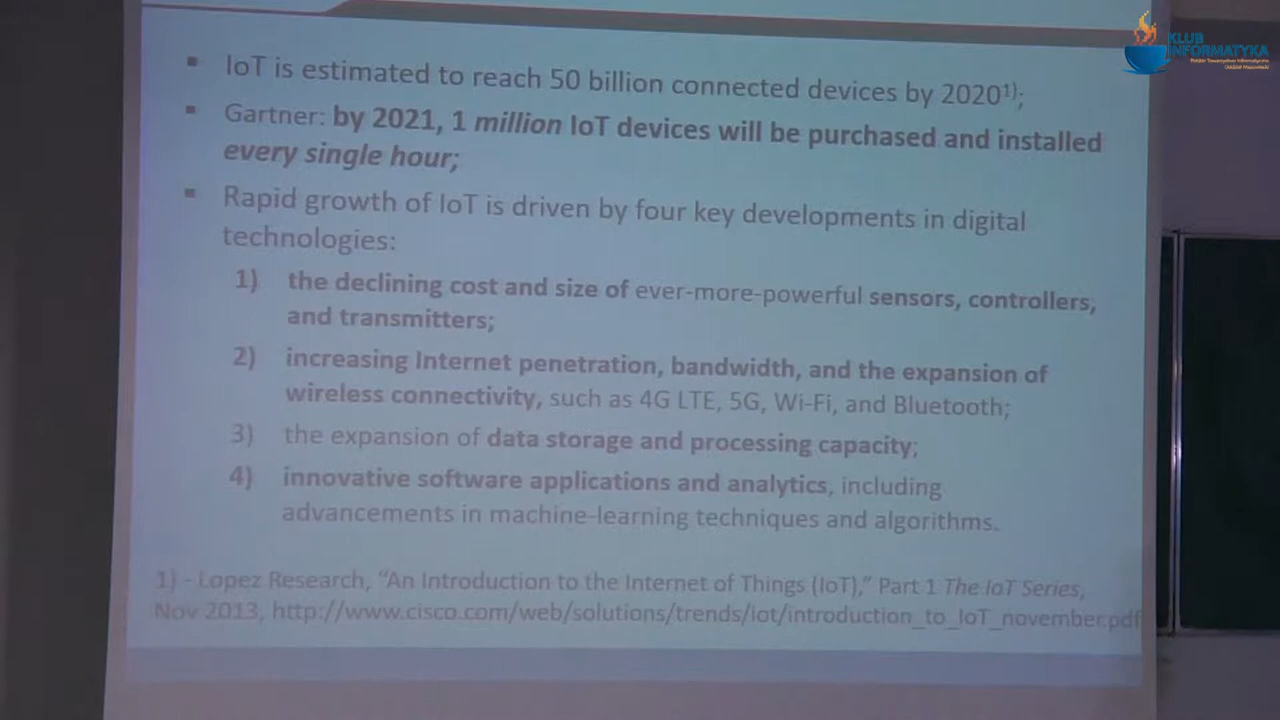 KLUB
INFORMATYKA
Polskie Towarzystwo Informatyczne
Oddział Mazowiecki
▪ IoT is estimated to reach 50 billion connected devices by 2020¹⁾;
▪ Gartner: by 2021, 1 million IoT devices will be purchased and installed
every single hour;
▪ Rapid growth of IoT is driven by four key developments in digital
technologies:
1) the declining cost and size of ever-more-powerful sensors, controllers,
and transmitters;
2) increasing Internet penetration, bandwidth, and the expansion of
wireless connectivity, such as 4G LTE, 5G, Wi-Fi, and Bluetooth;
3) the expansion of data storage and processing capacity;
4) innovative software applications and analytics, including
advancements in machine-learning techniques and algorithms.
1) - Lopez Research, “An Introduction to the Internet of Things (IoT),” Part 1 The IoT Series,
Nov 2013, http://www.cisco.com/web/solutions/trends/iot/introduction_to_IoT_november.pdf